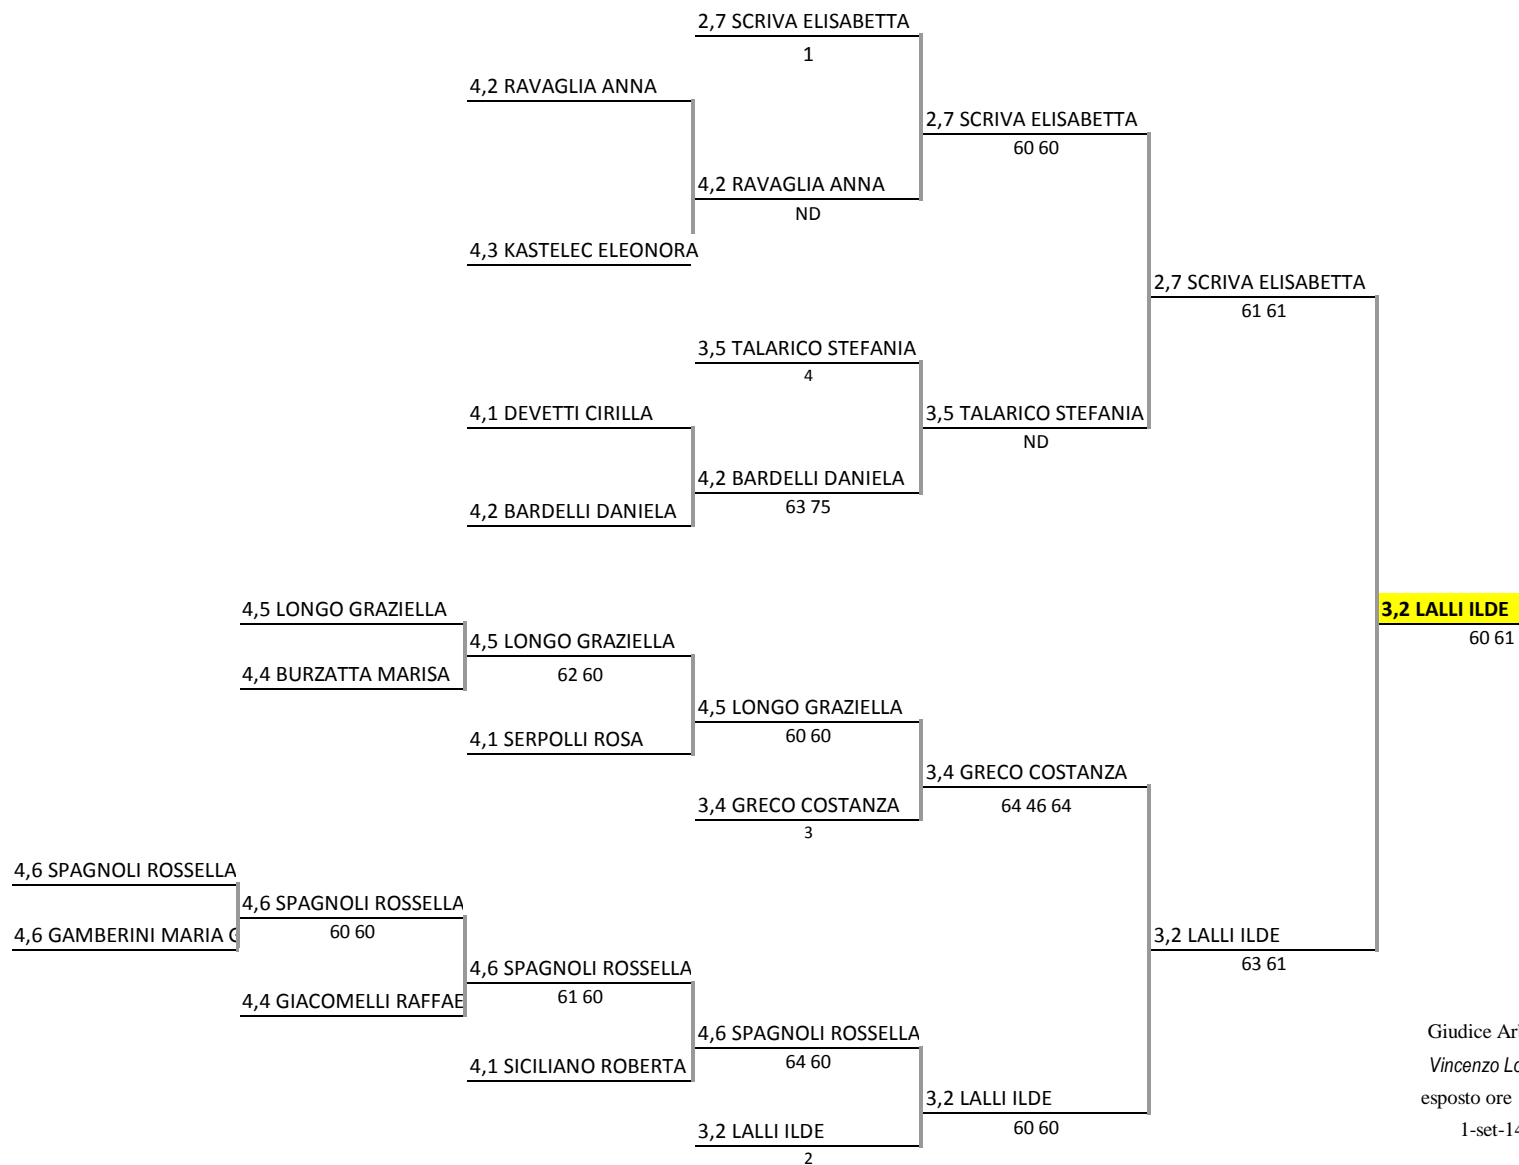 2,7 SCRIVA ELISABETTA
1
4,2 RAVAGLIA ANNA
2,7 SCRIVA ELISABETTA
60 60
4,2 RAVAGLIA ANNA
ND
4,3 KASTELEC ELEONORA
2,7 SCRIVA ELISABETTA
61 61
3,5 TALARICO STEFANIA
4
4,1 DEVETTI CIRILLA
3,5 TALARICO STEFANIA
ND
4,2 BARDELLI DANIELA
63 75
4,2 BARDELLI DANIELA
4,5 LONGO GRAZIELLA
3,2 LALLI ILDE
60 61
4,5 LONGO GRAZIELLA
62 60
4,4 BURZATTA MARISA
4,5 LONGO GRAZIELLA
60 60
4,1 SERPOLLI ROSA
3,4 GRECO COSTANZA
64 46 64
3,4 GRECO COSTANZA
3
4,6 SPAGNOLI ROSSELLA
4,6 SPAGNOLI ROSSELLA
60 60
4,6 GAMBERINI MARIA
3,2 LALLI ILDE
63 61
4,6 SPAGNOLI ROSSELLA
61 60
4,4 GIACOMELLI RAFFAE
4,6 SPAGNOLI ROSSELLA
64 60
4,1 SICILIANO ROBERTA
3,2 LALLI ILDE
60 60
3,2 LALLI ILDE
2
Giudice
Vincenzo
esposto ore
1-set-14